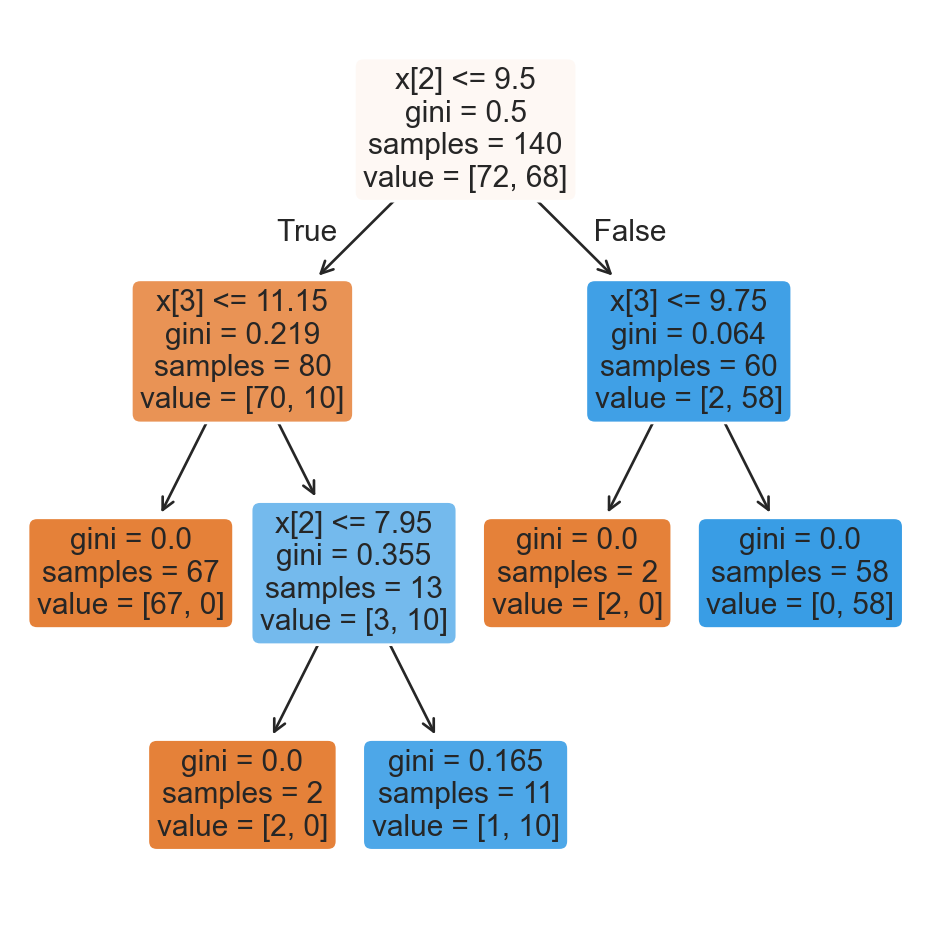 x[2] <= 9.5
gini = 0.5
samples = 140
value = [72, 68]
True
False
x[3] <= 11.15
gini = 0.219
samples = 80
value = [70, 10]
x[3] <= 9.75
gini = 0.064
samples = 60
value = [2, 58]
gini = 0.0
samples = 67
value = [67, 0]
x[2] <= 7.95
gini = 0.355
samples = 13
value = [3, 10]
gini = 0.0
samples = 2
value = [2, 0]
gini = 0.0
samples = 58
value = [0, 58]
gini = 0.0
samples = 2
value = [2, 0]
gini = 0.165
samples = 11
value = [1, 10]